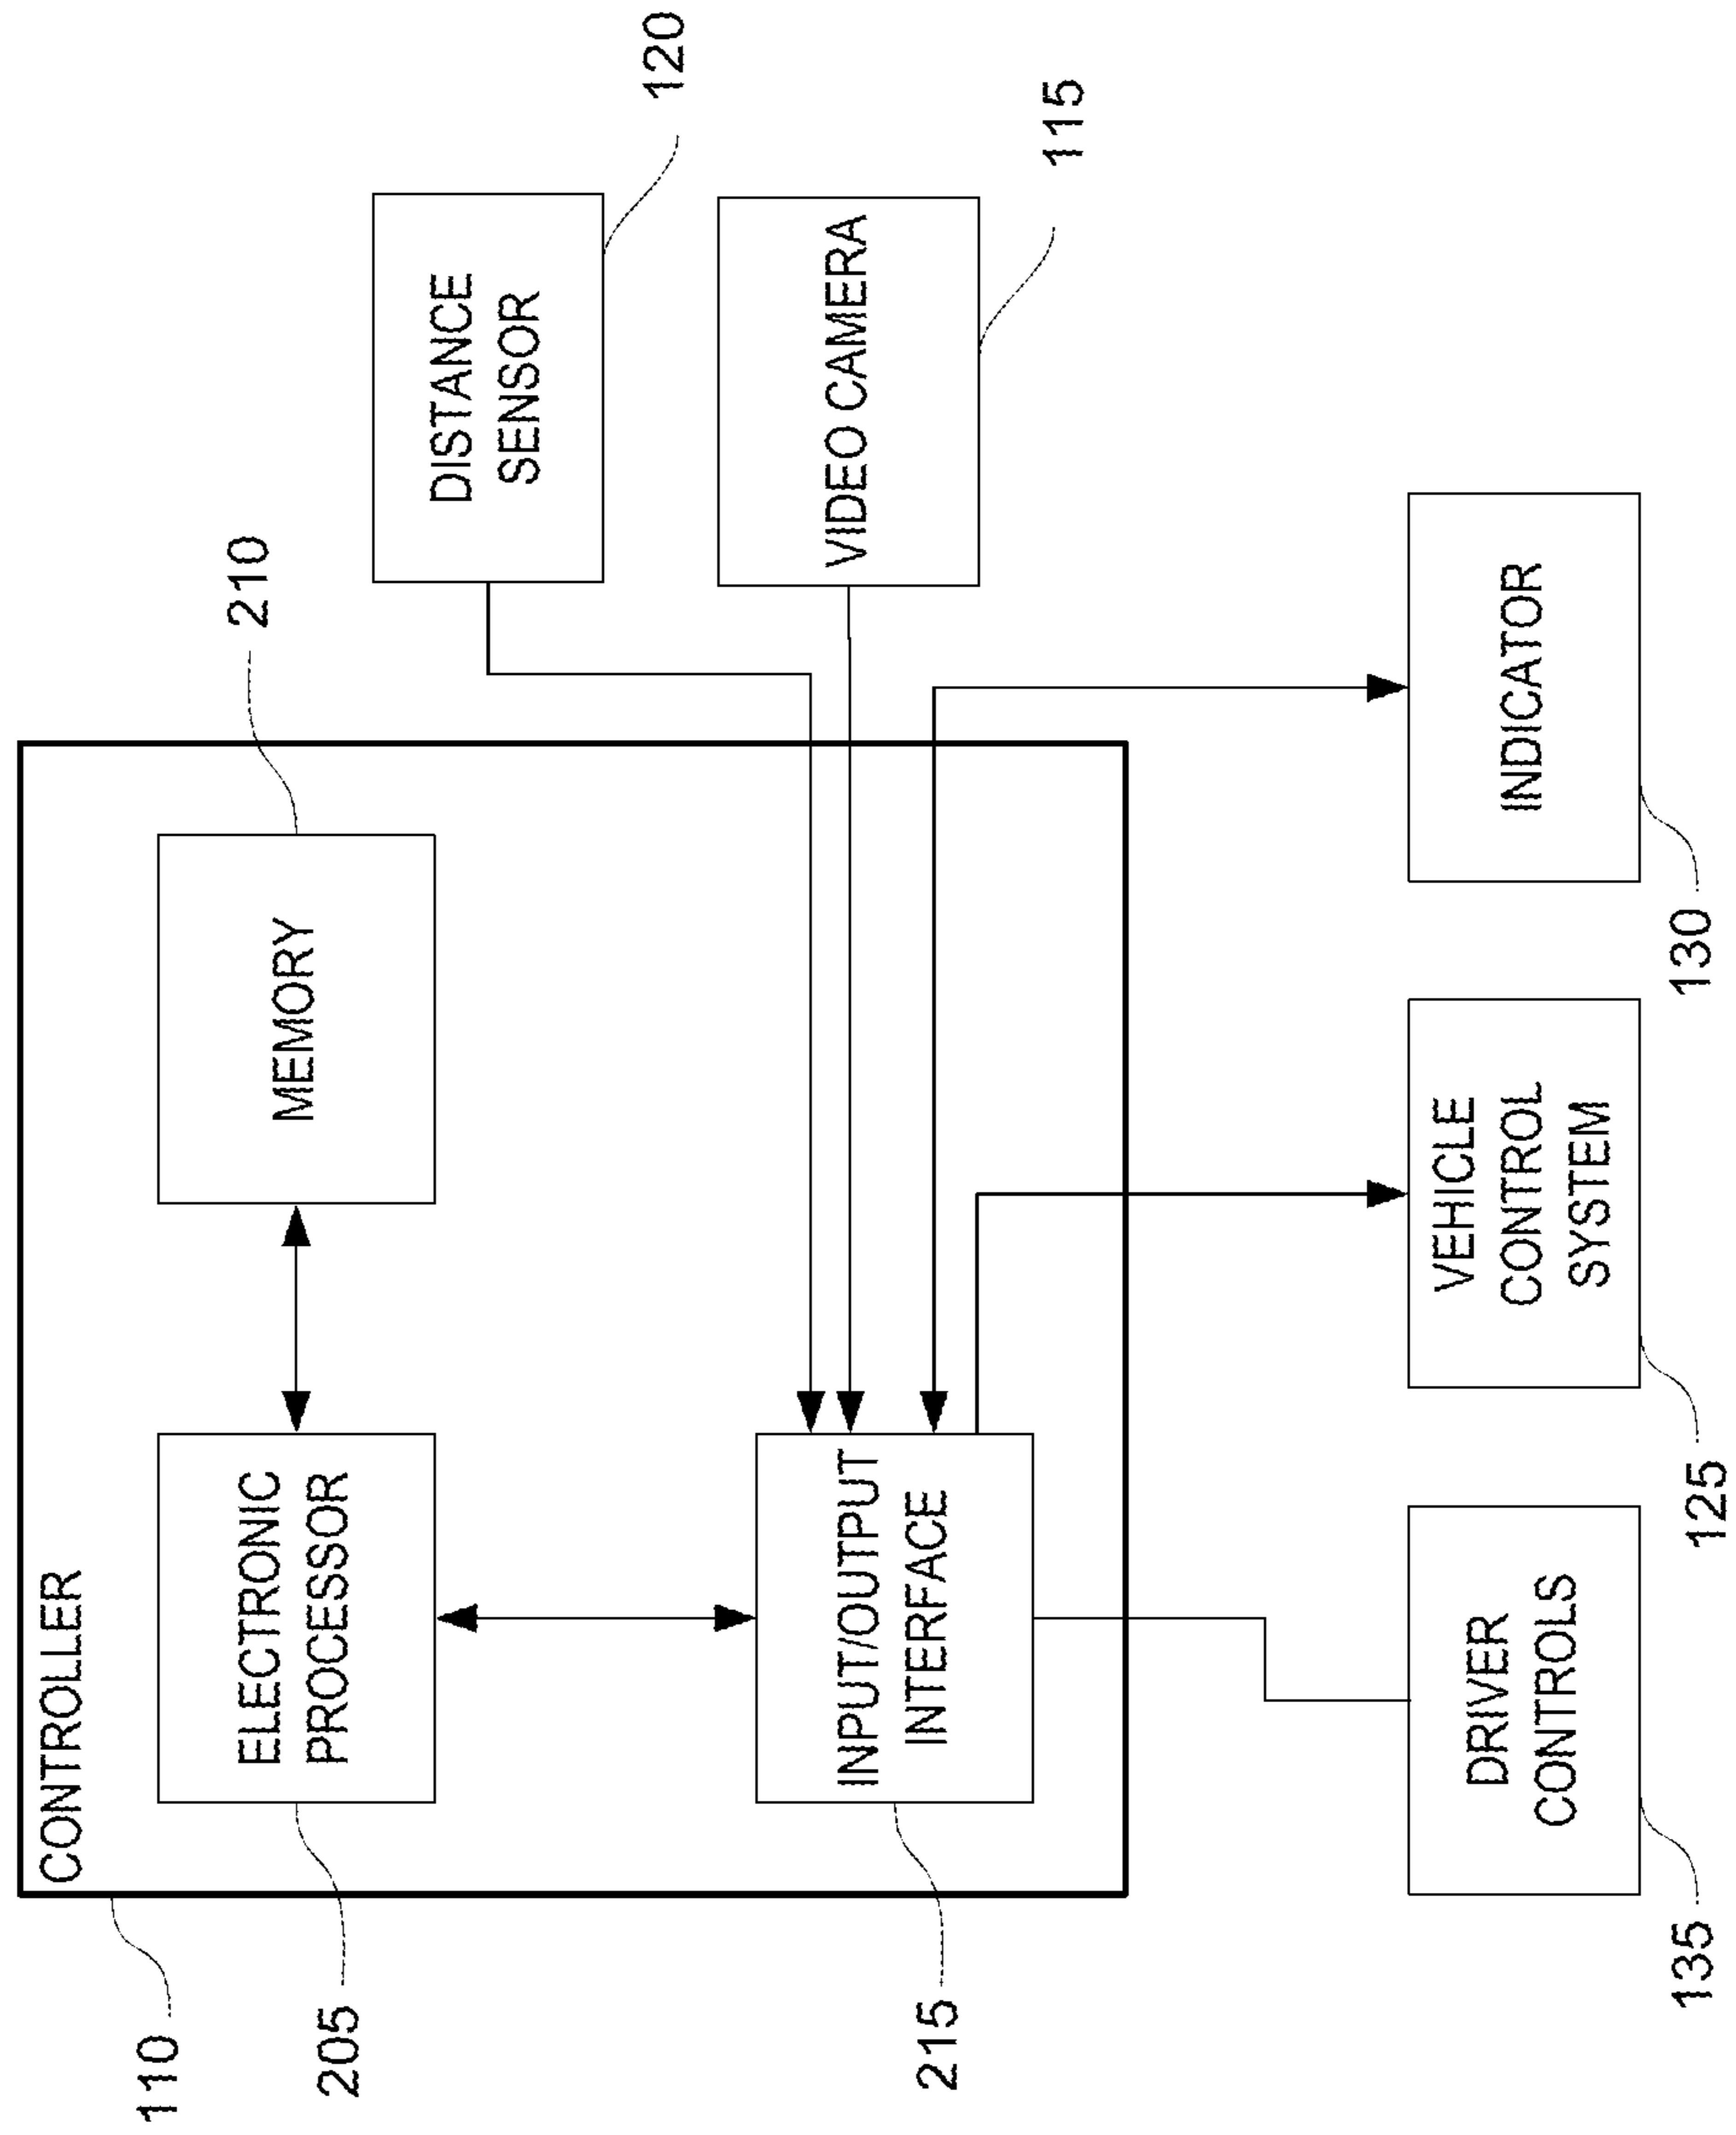 110
CONTROLLER
205
ELECTRONIC
PROCESSOR
MEMORY
210
DISTANCE
SENSOR
120
215
INPUT/OUTPUT
INTERFACE
VIDEO CAMERA
115
DRIVER
CONTROLS
135
VEHICLE
CONTROL
SYSTEM
125
INDICATOR
130